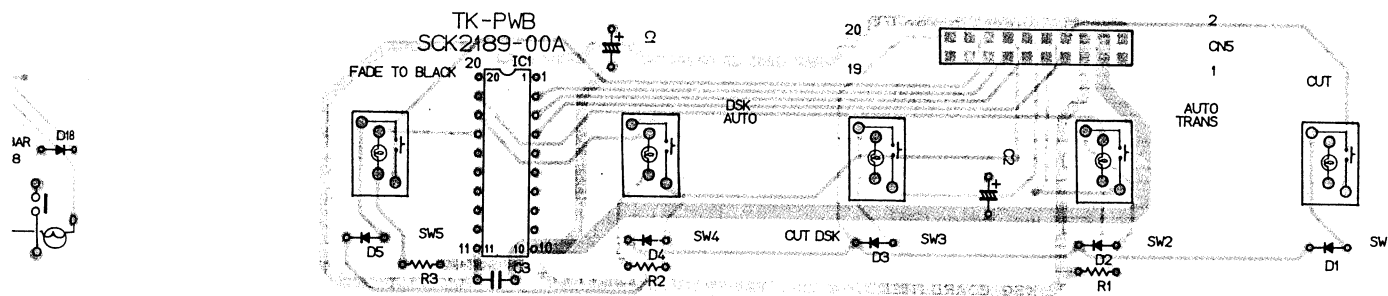 TK-PWB
SCK2189-00A
20
IC1
FADE TO BLACK
20
1
1
C1
20
19
2
CN5
1
CUT
DSK
AUTO
AUTO
TRANS
D18
8
C2
SW5
D5
R3
11
11
10
10
C3
SW4
D4
R2
CUT DSK
SW3
D3
SW2
D2
R1
SW
D1